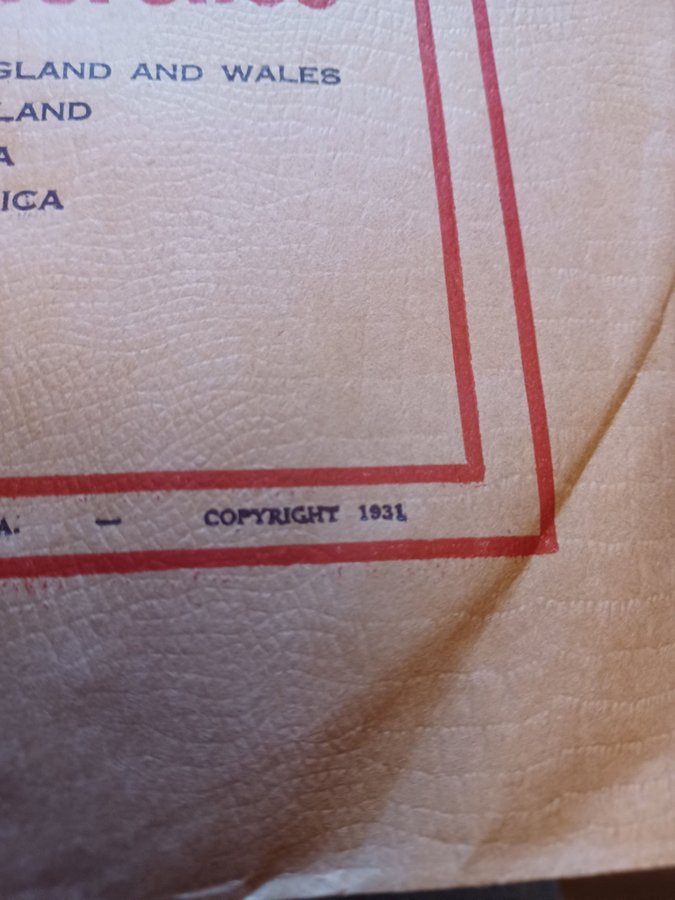 GLAND AND WALES
LAND
A
ICA
A. — COPYRIGHT 1931